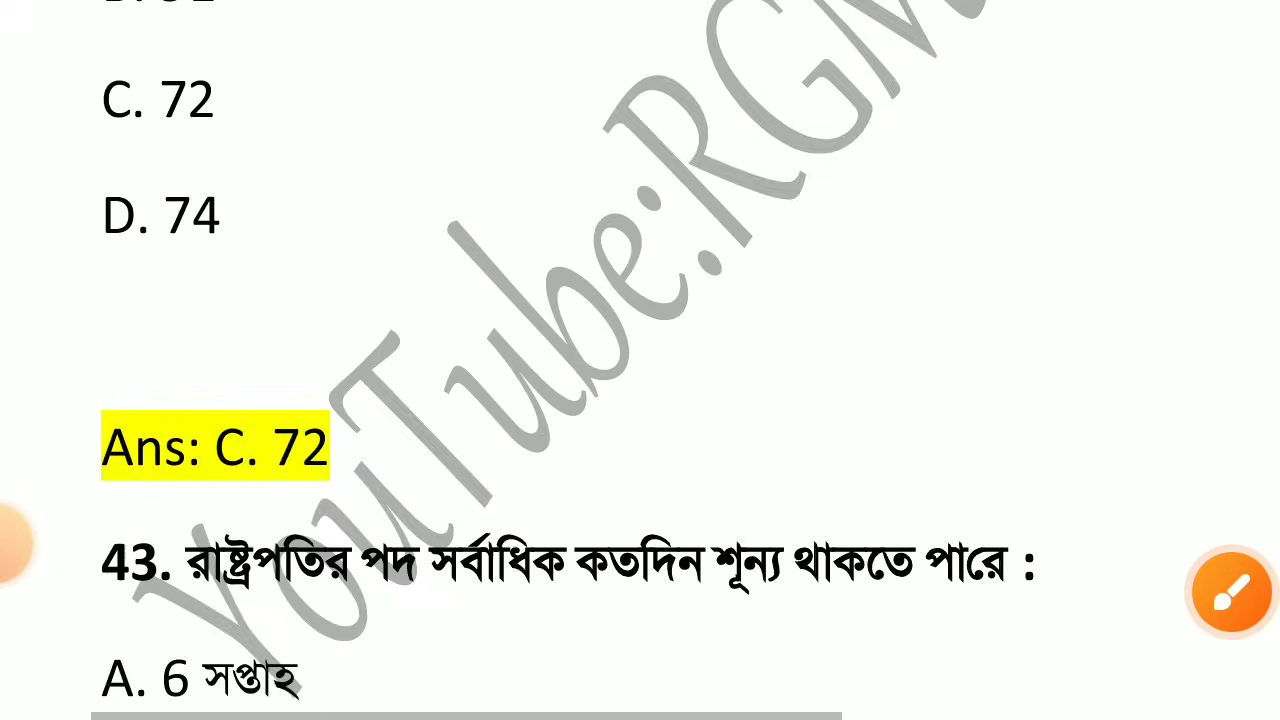 C. 72
D. 74
Ans: C. 72
43. রাষ্ট্রপতির পদ সর্বাধিক কতদিন শূন্য থাকতে পারে :
A. 6 সপ্তাহ
YouTube:RGM